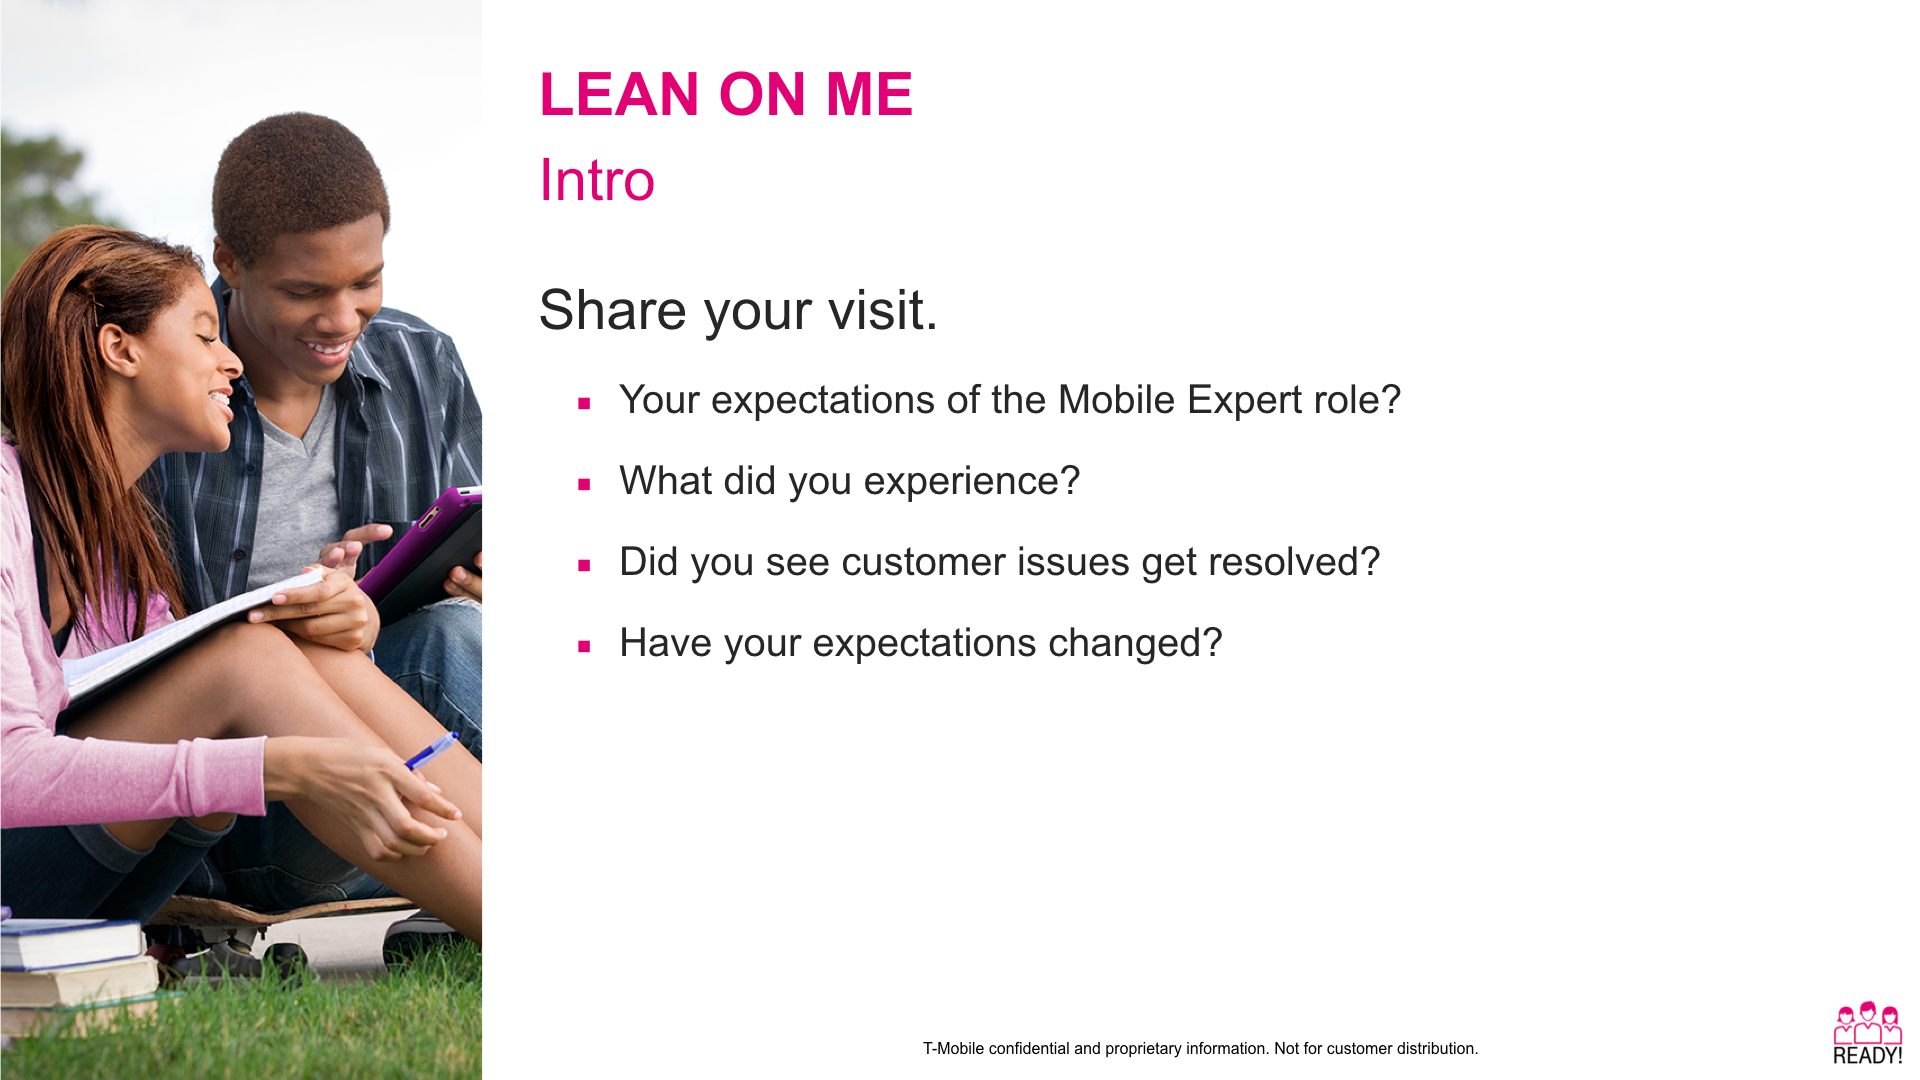 LEAN ON ME
Intro
Share your visit.
▪ Your expectations of the Mobile Expert role?
▪ What did you experience?
▪ Did you see customer issues get resolved?
▪ Have your expectations changed?
T-Mobile confidential and proprietary information. Not for customer distribution.
READY!